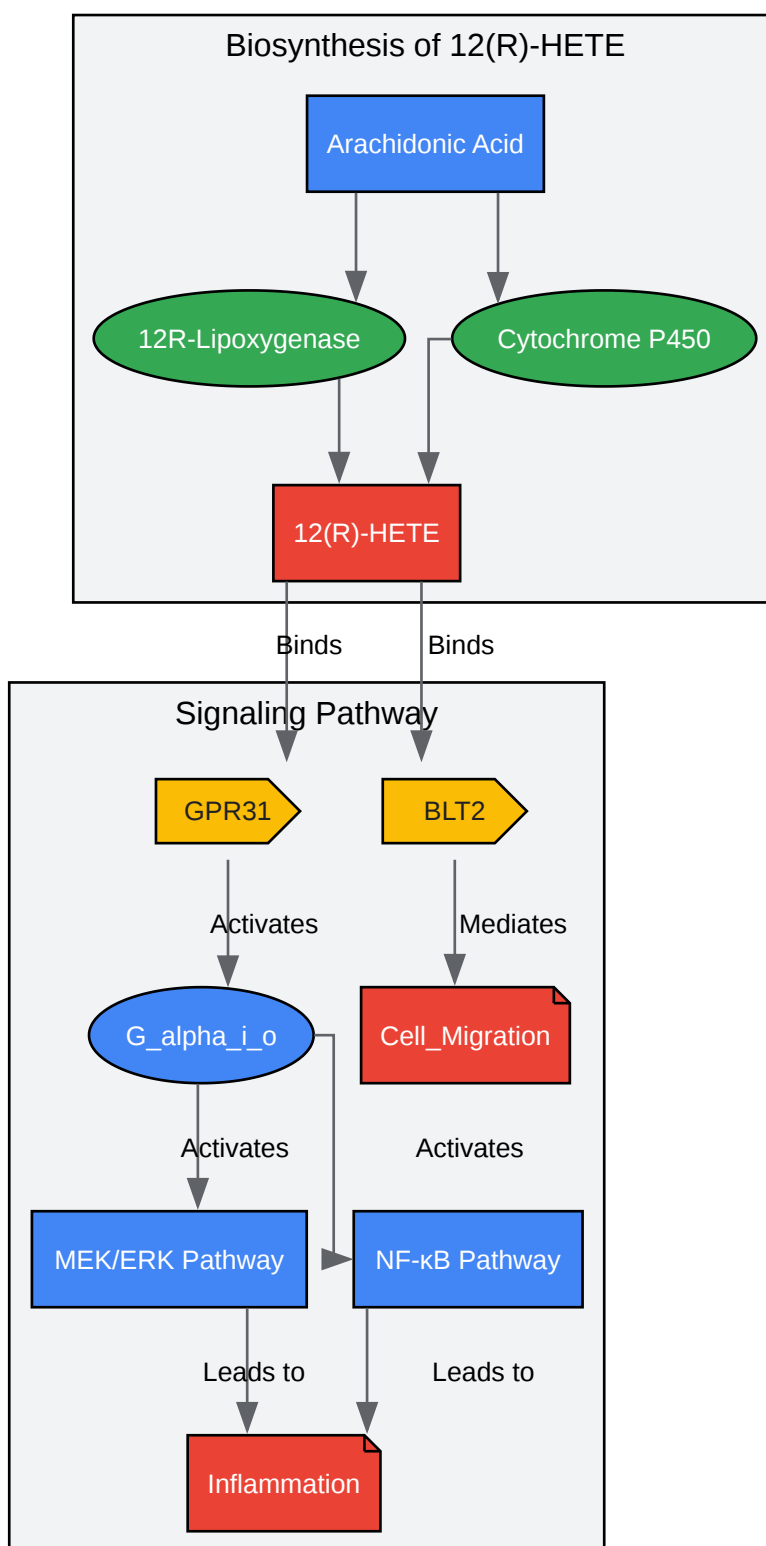 Biosynthesis of 12(R)-HETE
Arachidonic Acid
12R-Lipoxygenase
Cytochrome P450
12(R)-HETE
Binds
Binds
Signaling Pathway
GPR31
BLT2
Activates
Mediates
G_alpha_i_o
Cell_Migration
Activates
Activates
MEK/ERK Pathway
NF-κB Pathway
Leads to
Leads to
Inflammation